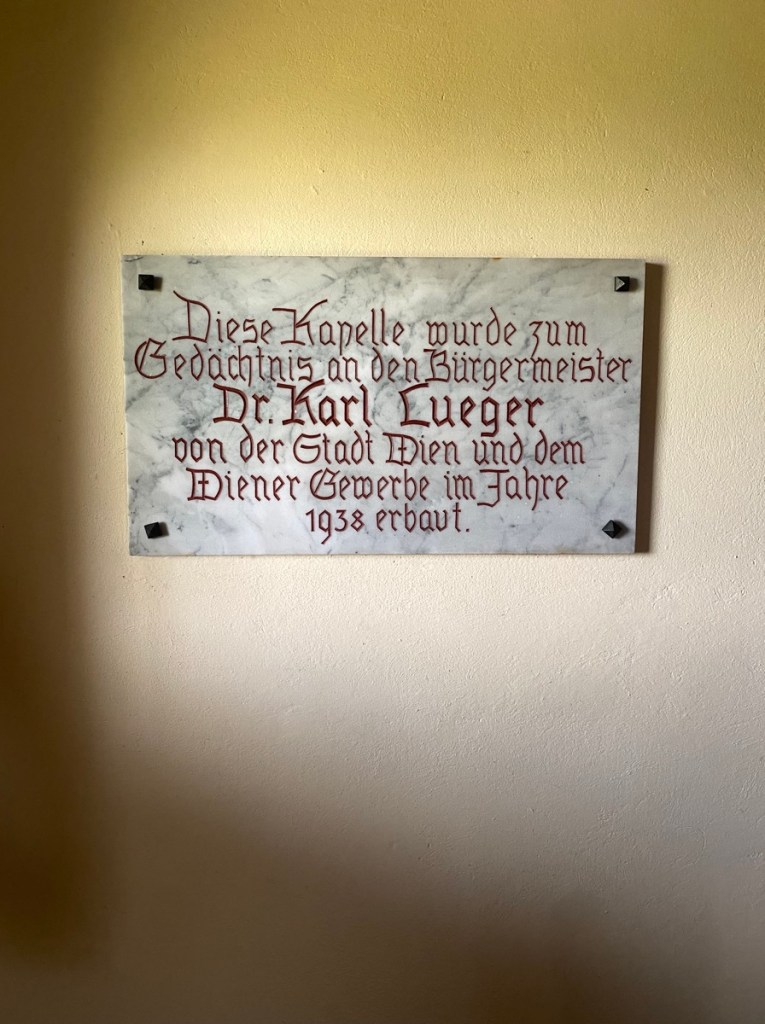 Diese Kapelle wurde zum
Gedächtnis an den Bürgermeister
Dr. Karl Lueger
von der Stadt Wien und dem
Wiener Gewerbe im Jahre
1938 erbaut.